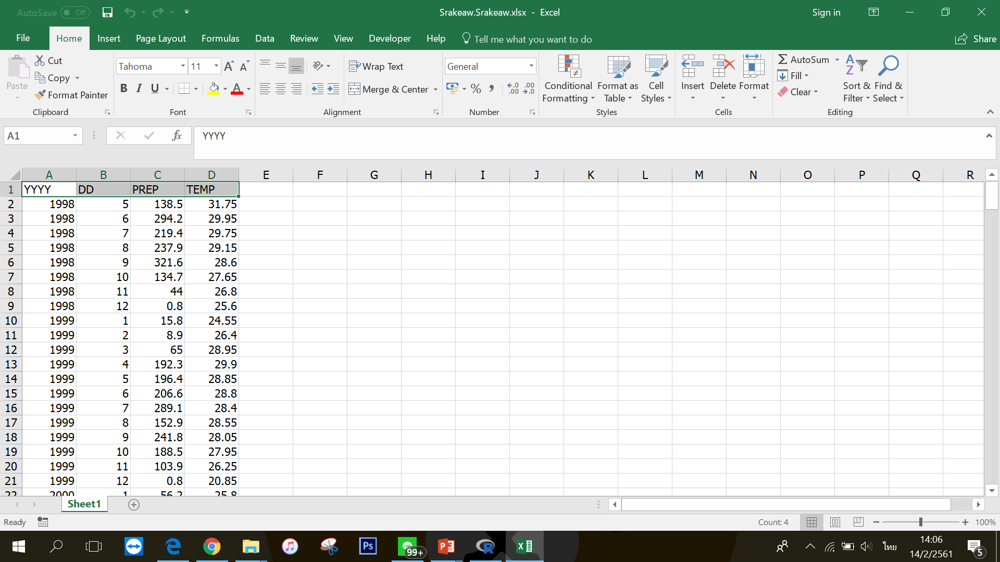 AutoSave Off Srakeaw.Srakeaw.xlsx - Excel Sign in
File Home Insert Page Layout Formulas Data Review View Developer Help Tell me what you want to do Share
Paste Cut Copy Format Painter Clipboard
Tahoma 11 A A B I U A Font
Wrap Text Merge & Center Alignment
General % , .0 .00 .00 .0 Number
Conditional Formatting Format as Table Cell Styles Styles
Insert Delete Format Cells
AutoSum Fill Clear Sort & Filter Find & Select Editing
A1 fx YYYY
A B C D E F G H I J K L M N O P Q R
1 YYYY DD PREP TEMP
2 1998 5 138.5 31.75
3 1998 6 294.2 29.95
4 1998 7 219.4 29.75
5 1998 8 237.9 29.15
6 1998 9 321.6 28.6
7 1998 10 134.7 27.65
8 1998 11 44 26.8
9 1998 12 0.8 25.6
10 1999 1 15.8 24.55
11 1999 2 8.9 26.4
12 1999 3 65 28.95
13 1999 4 192.3 29.9
14 1999 5 196.4 28.85
15 1999 6 206.6 28.8
16 1999 7 289.1 28.4
17 1999 8 152.9 28.55
18 1999 9 241.8 28.05
19 1999 10 188.5 27.95
20 1999 11 103.9 26.25
21 1999 12 0.8 20.85
22 2000 1 56.2 25.8
Sheet1
Ready Count: 4 100%
Ps LINE 99+ P R X ไทย 14:06
14/2/2561 5